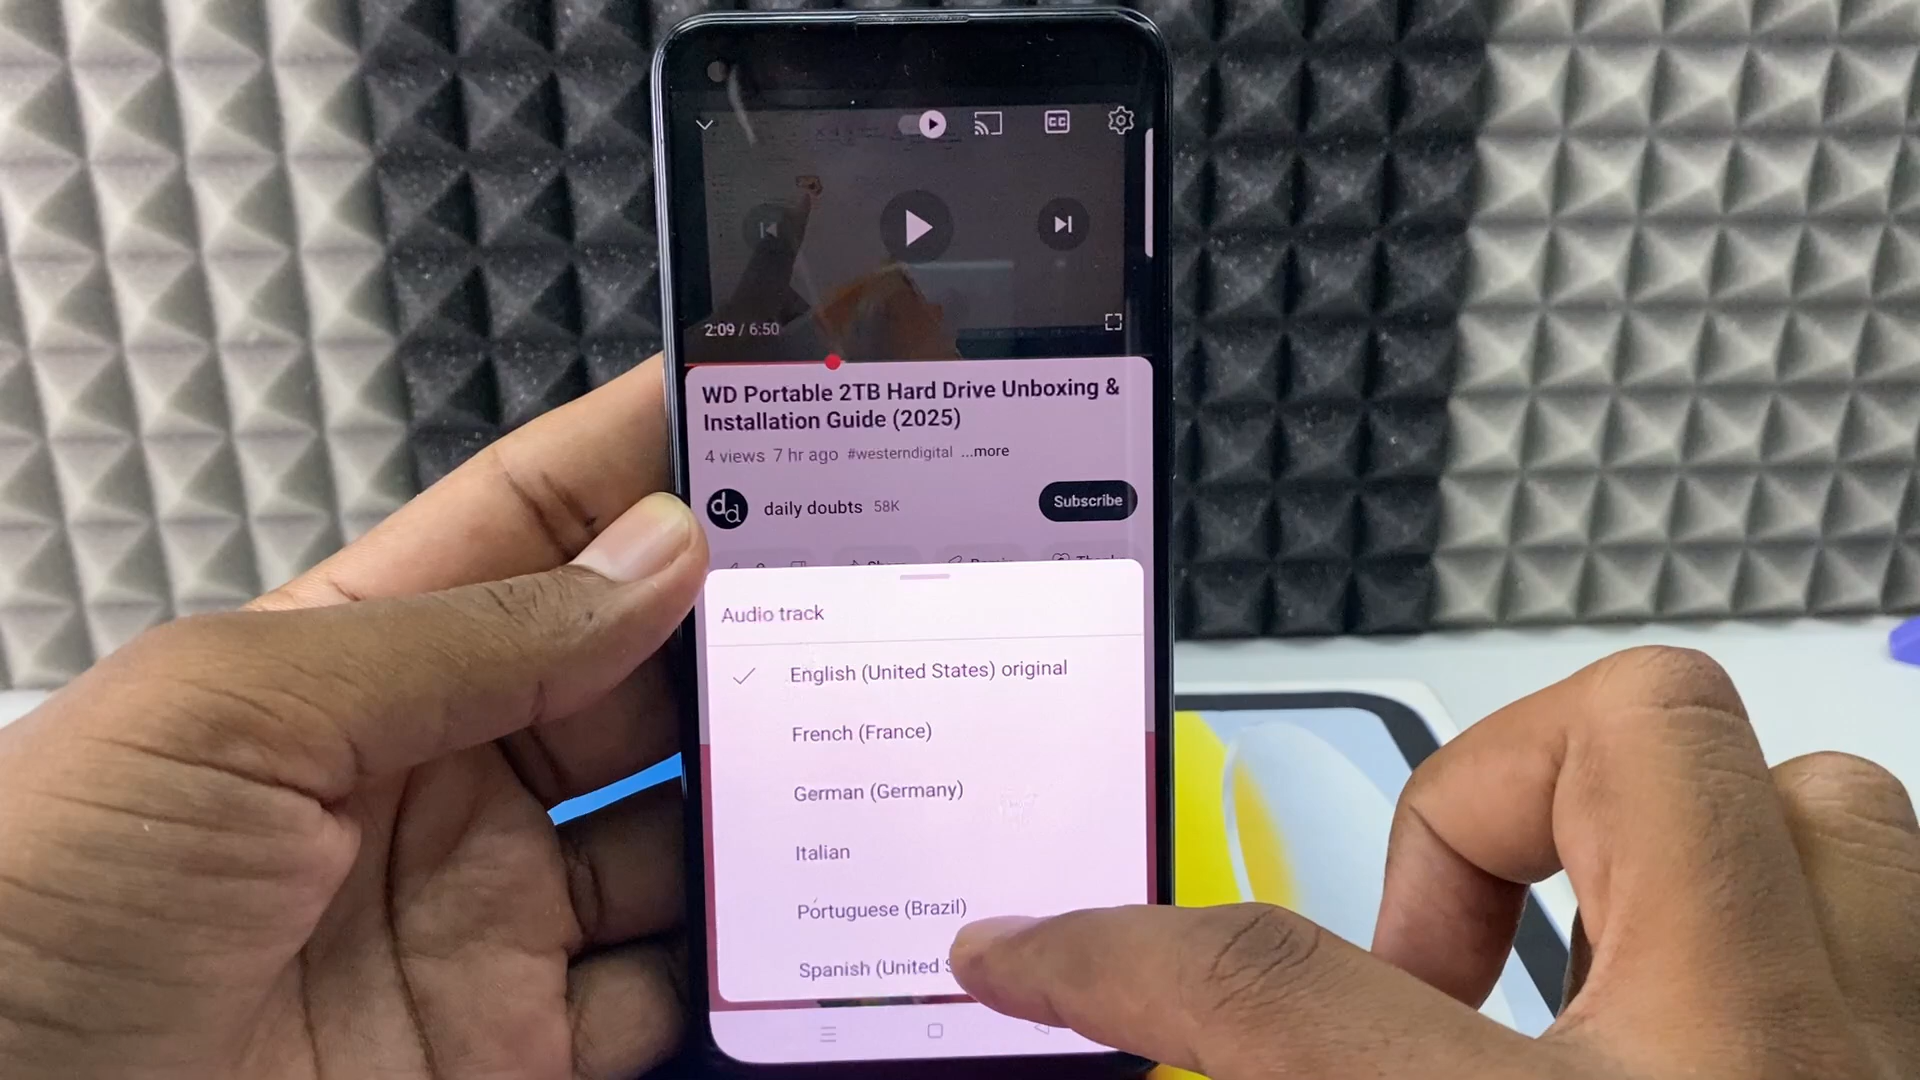 CC
2:09 / 6:50
WD Portable 2TB Hard Drive Unboxing &
Installation Guide (2025)
4 views 7 hr ago #westerndigital ...more
dd daily doubts 58K Subscribe
Audio track
English (United States) original
French (France)
German (Germany)
Italian
Portuguese (Brazil)
Spanish (United